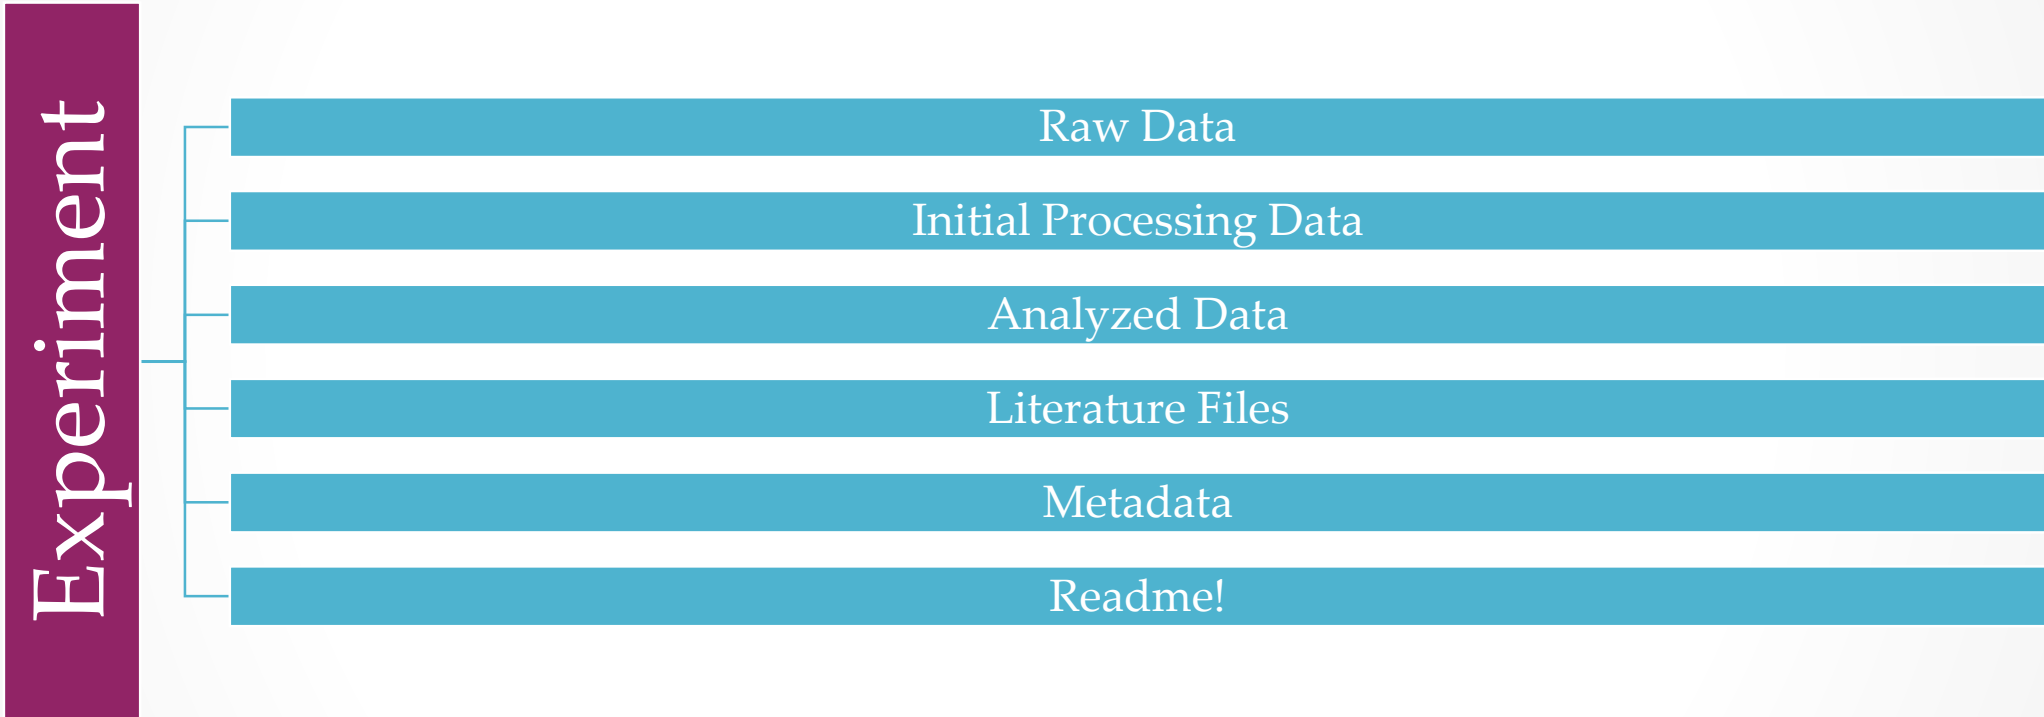 Experiment
Raw Data
Initial Processing Data
Analyzed Data
Literature Files
Metadata
Readme!